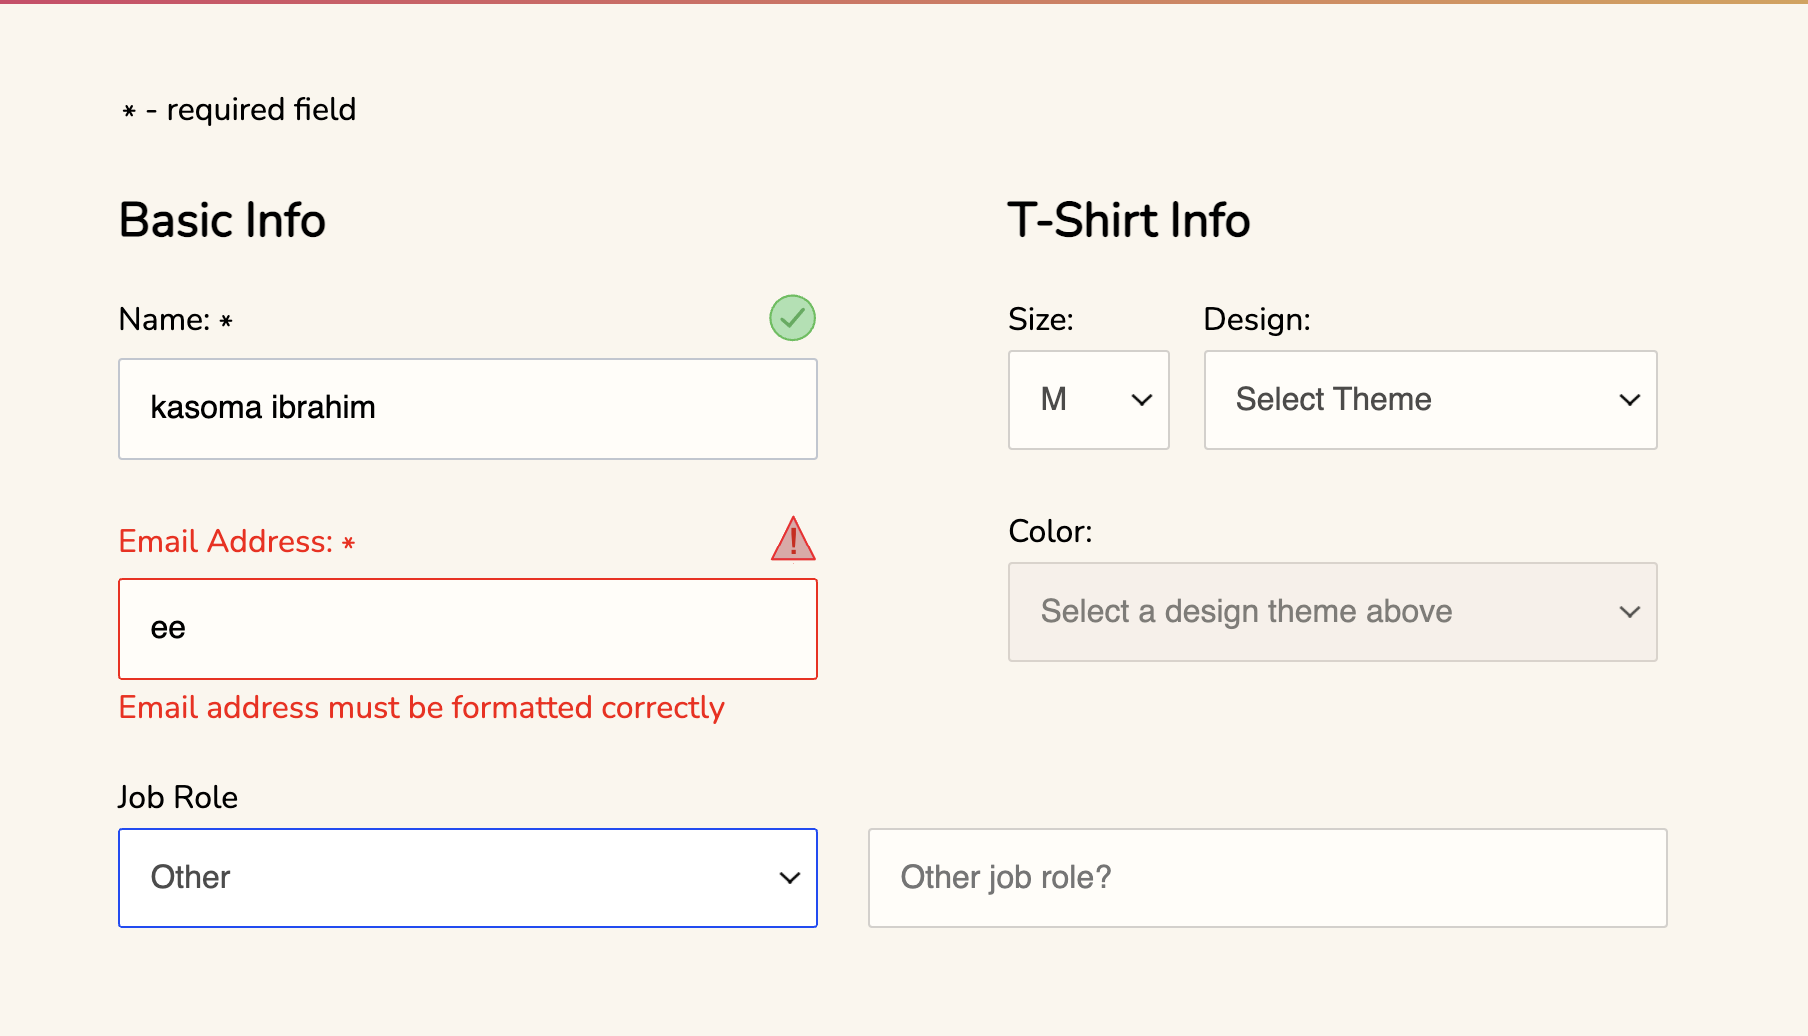 * - required field
Basic Info
Name: *
kasoma ibrahim
Email Address: *
ee
Email address must be formatted correctly
Job Role
Other
Other job role?
T-Shirt Info
Size:
Design:
M
Select Theme
Color:
Select a design theme above